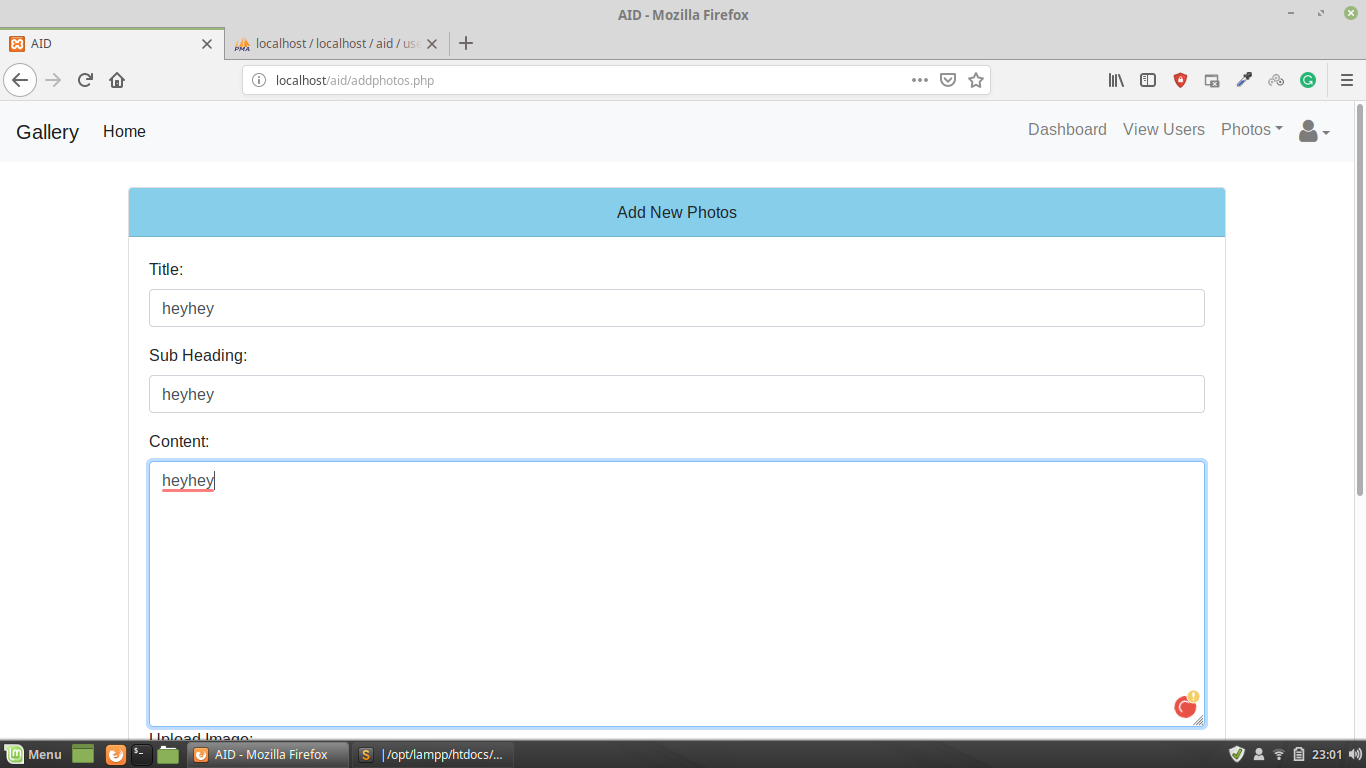 AID - Mozilla Firefox
AID
localhost / localhost / aid / use
localhost/aid/addphotos.php
Gallery Home Dashboard View Users Photos
Add New Photos
Title:
heyhey
Sub Heading:
heyhey
Content:
heyhey
Upload Image:
Menu AID - Mozilla Firefox |/opt/lampp/htdocs/... 23:01